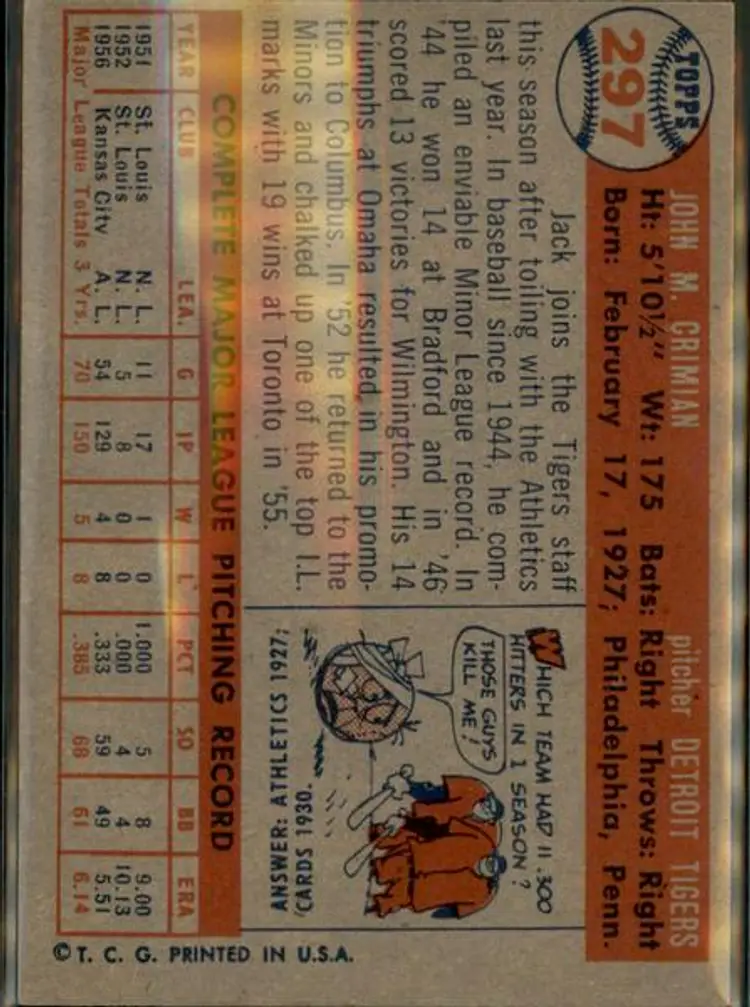 TOPPS
297
JOHN M. CRIMIAN pitcher DETROIT TIGERS
Ht: 5'10½" Wt: 175 Bats: Right Throws: Right
Born: February 17, 1927; Philadelphia, Penn.
Jack joins the Tigers staff
this season after toiling with the Athletics
last year. In baseball since 1944, he com-
piled an enviable Minor League record. In
'44 he won 14 at Bradford and in '46
scored 13 victories for Wilmington. His 14
triumphs at Omaha resulted in his promo-
tion to Columbus. In '52 he returned to the
Minors and chalked up one of the top I.L.
marks with 19 wins at Toronto in '55.
WHICH TEAM HAD 11 .300
HITTERS IN 1 SEASON?
THOSE GUYS
KILL ME!
ANSWER: ATHLETICS 1927;
CARDS 1930.
COMPLETE MAJOR LEAGUE PITCHING RECORD
YEAR CLUB LEA. G IP W L PCT SO BB ERA
1951 St. Louis N. L. 11 17 1 0 1.000 5 8 9.00
1952 St. Louis N. L. 5 8 0 0 .000 4 4 10.13
1956 Kansas City A. L. 54 129 4 8 .333 59 49 5.51
Major League Totals 3 Yrs. 70 150 5 8 .385 68 61 6.14
© T. C. G. PRINTED IN U.S.A.